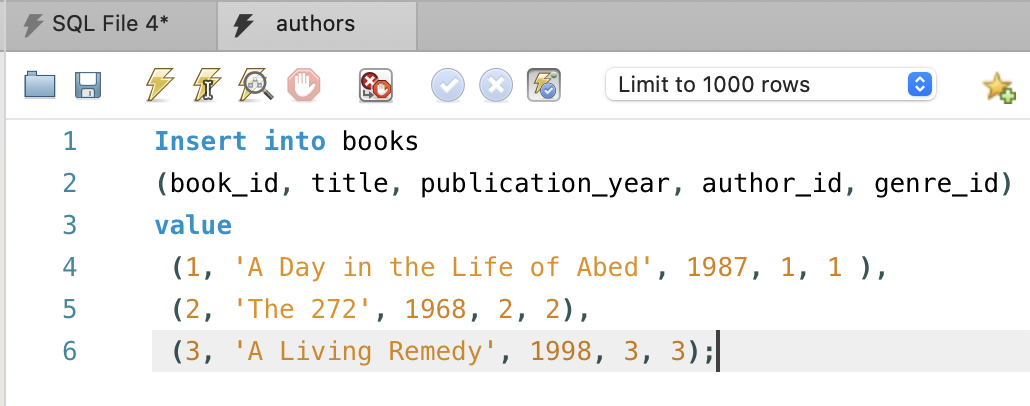 SQL File 4*
authors
Limit to 1000 rows
1 Insert into books
2 (book_id, title, publication_year, author_id, genre_id)
3 value
4 (1, 'A Day in the Life of Abed', 1987, 1, 1 ),
5 (2, 'The 272', 1968, 2, 2),
6 (3, 'A Living Remedy', 1998, 3, 3);